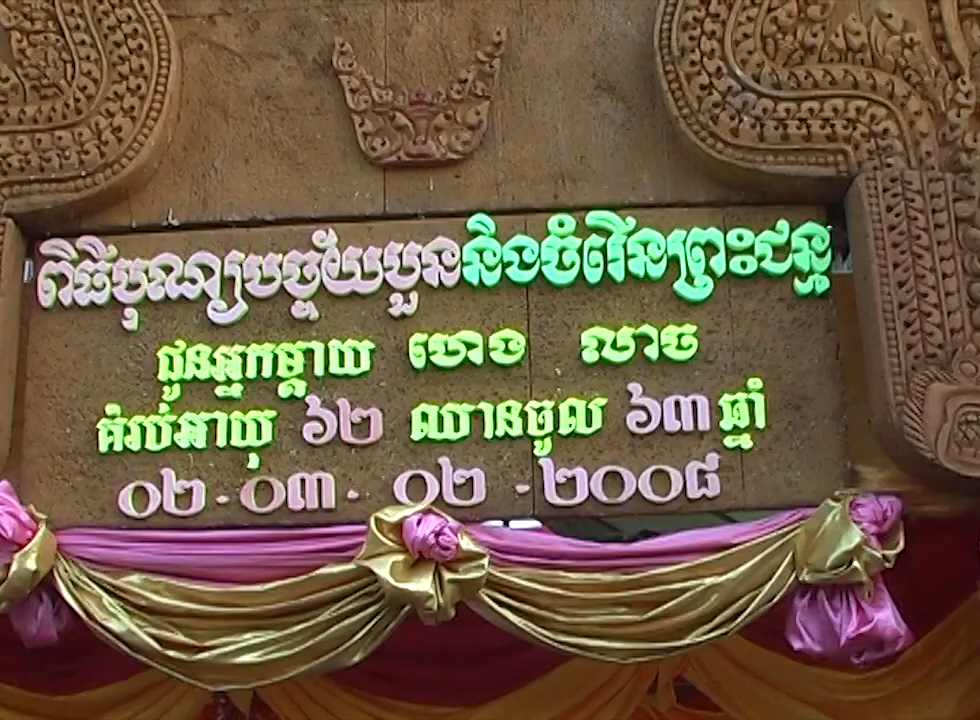 ពិធីបុណ្យបច្ច័យបួននិងចំរើនព្រះជន្ម
ជូនអ្នកម្តាយ ហេង លាច
គំរប់អាយុ ៦២ ឈានចូល ៦៣ ឆ្នាំ
០២-០៣. ០២ - ២០០៨